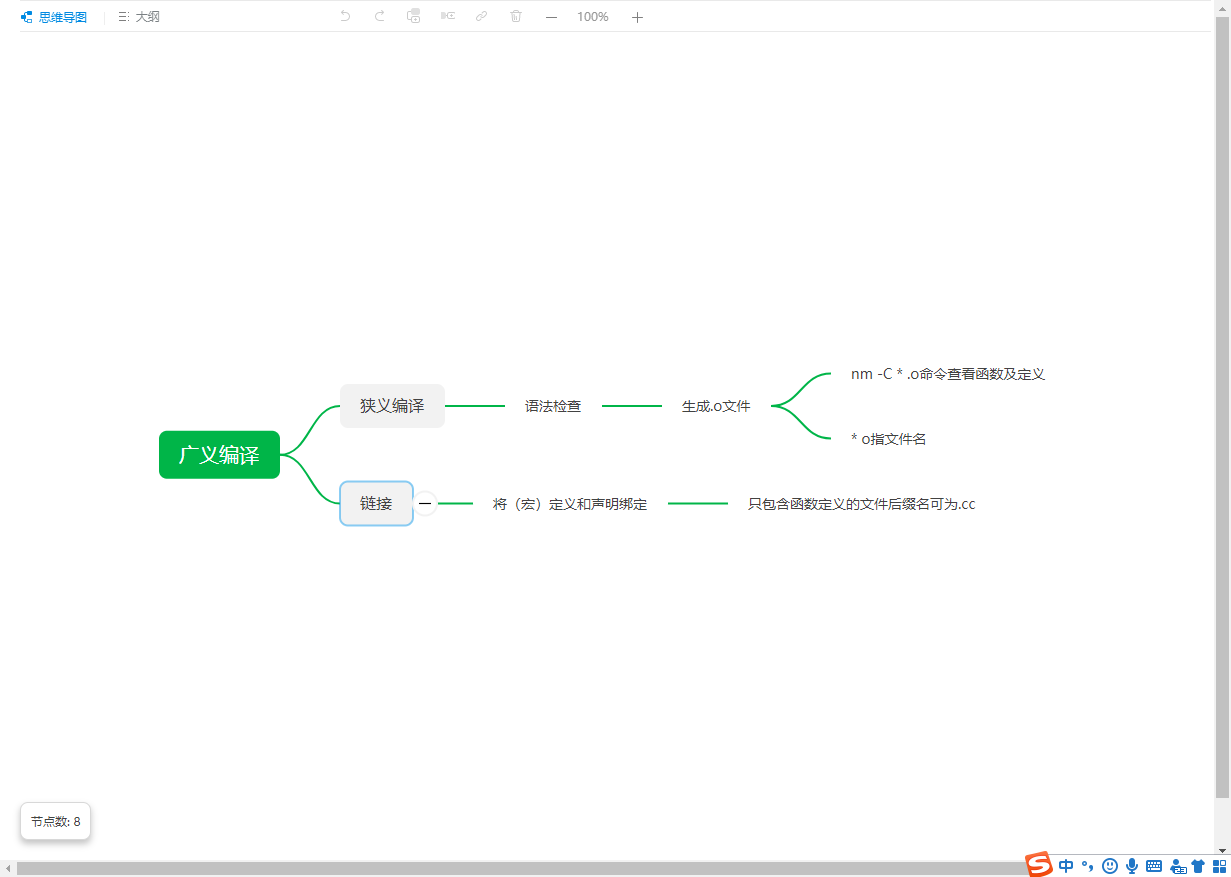 思维导图 大纲 100%
nm -C * .o命令查看函数及定义
狭义编译 语法检查 生成.o文件
* o指文件名
广义编译
链接 将（宏）定义和声明绑定 只包含函数定义的文件后缀名可为.cc
节点数: 8
S 中 °,